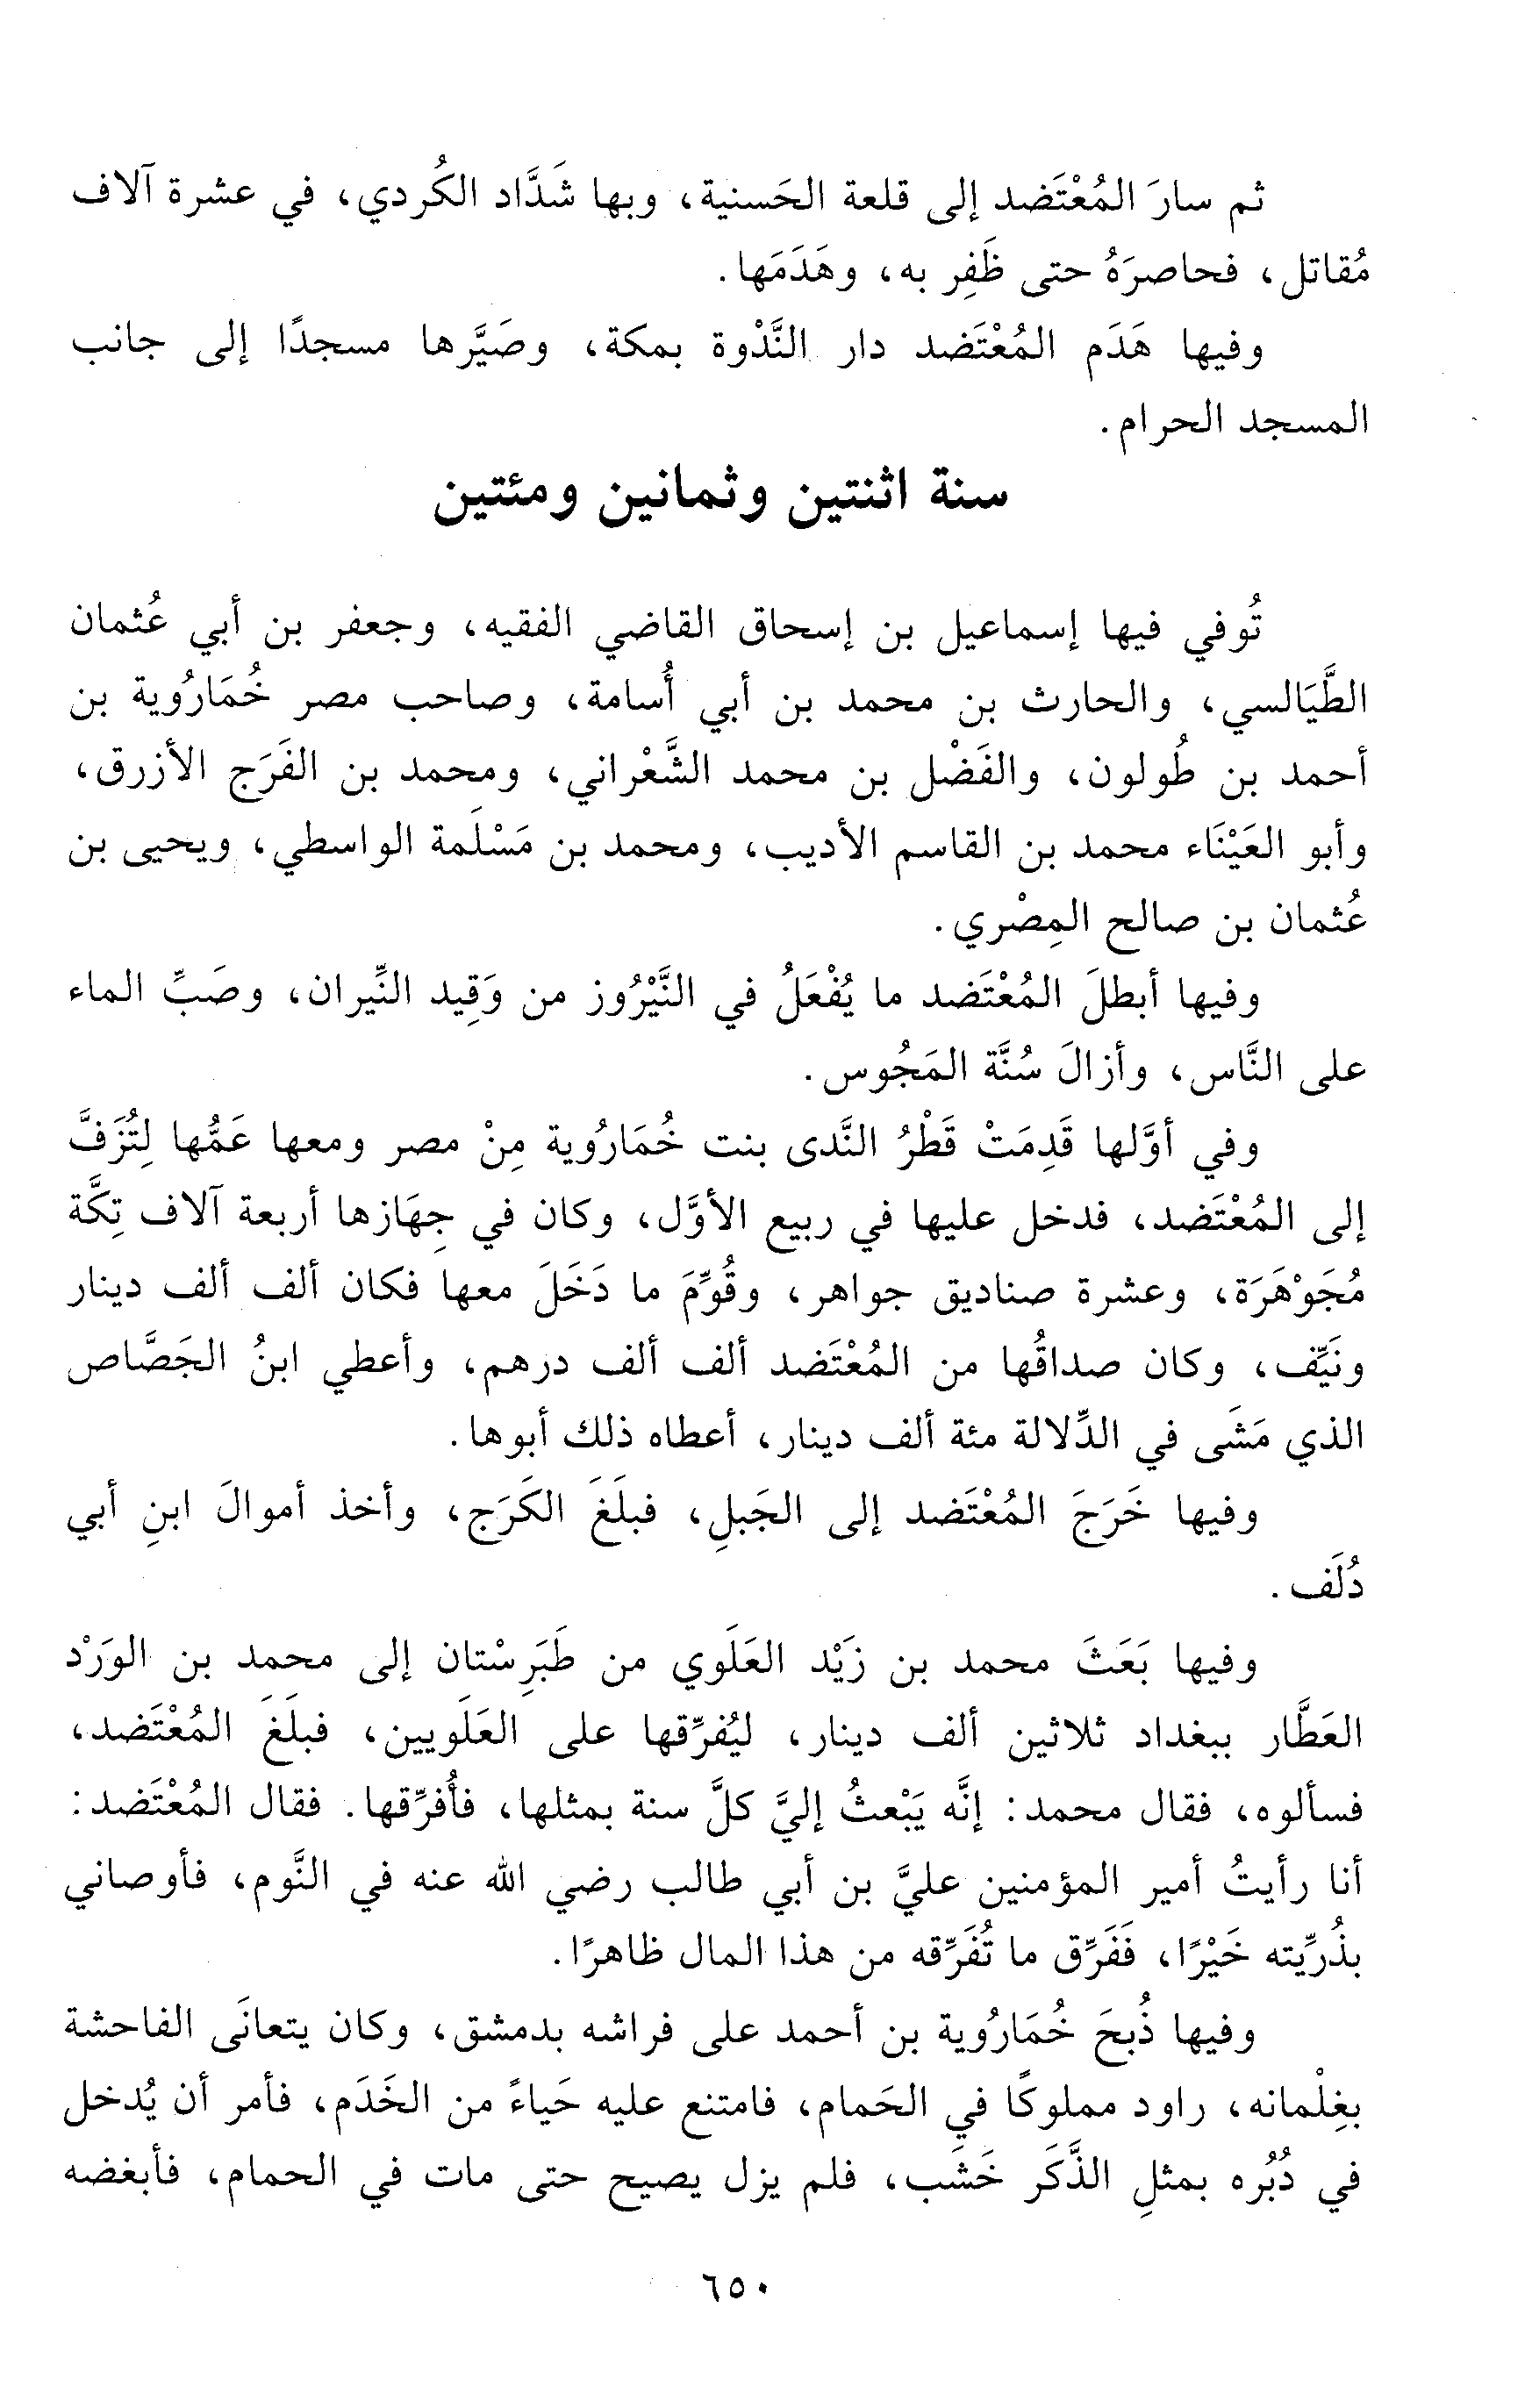 ثم سارَ المُعْتَضد إلى قلعة الحَسنية، وبها شَدَّاد الكُردي، في عشرة آلاف
مُقاتل، فحاصرَهُ حتى ظَفِر به، وهَدَمَها.
وفيها هَدَم المُعْتَضد دار النَّدْوة بمكة، وصَيَّرها مسجدًا إلى جانب
المسجد الحرام.
سنة اثنتين وثمانين ومئتين
تُوفي فيها إسماعيل بن إسحاق القاضي الفقيه، وجعفر بن أبي عُثمان
الطَّيَالسي، والحارث بن محمد بن أبي أُسامة، وصاحب مصر خُمَارُوية بن
أحمد بن طُولون، والفَضْل بن محمد الشَّعْراني، ومحمد بن الفَرَج الأزرق،
وأبو العَيْنَاء محمد بن القاسم الأديب، ومحمد بن مَسْلَمة الواسطي، ويحيى بن
عُثمان بن صالح المِصْري.
وفيها أبطلَ المُعْتَضد ما يُفْعَلُ في النَّيْرُوز من وَقِيد النِّيران، وصَبِّ الماء
على النَّاس، وأزالَ سُنَّة المَجُوس.
وفي أوَّلها قَدِمَتْ قَطْرُ النَّدى بنت خُمَارُوية مِنْ مصر ومعها عَمُّها لِتُزَفَّ
إلى المُعْتَضد، فدخل عليها في ربيع الأوَّل، وكان في جِهَازها أربعة آلاف تِكَّة
مُجَوْهَرَة، وعشرة صناديق جواهر، وقُوِّمَ ما دَخَلَ معها فكان ألف ألف دينار
ونَيِّف، وكان صداقُها من المُعْتَضد ألف ألف درهم، وأعطي ابنُ الجَصَّاص
الذي مَشَى في الدِّلالة مئة ألف دينار، أعطاه ذلك أبوها.
وفيها خَرَجَ المُعْتَضد إلى الجَبلِ، فبلَغَ الكَرَج، وأخذ أموالَ ابنِ أبي
دُلَف.
وفيها بَعَثَ محمد بن زَيْد العَلَوي من طَبَرِسْتان إلى محمد بن الوَرْد
العَطَّار ببغداد ثلاثين ألف دينار، ليُفرِّقها على العَلَويين، فبلَغَ المُعْتَضد،
فسألوه، فقال محمد: إنَّه يَبْعثُ إليَّ كلَّ سنة بمثلها، فأُفرِّقها. فقال المُعْتَضد:
أنا رأيتُ أمير المؤمنين عليَّ بن أبي طالب رضي الله عنه في النَّوم، فأوصاني
بذُرِّيته خَيْرًا، فَفَرِّق ما تُفَرِّقه من هذا المال ظاهرًا.
وفيها ذُبحَ خُمَارُوية بن أحمد على فراشه بدمشق، وكان يتعانَى الفاحشة
بغِلْمانه، راود مملوكًا في الحَمام، فامتنع عليه حَياءً من الخَدَم، فأمر أن يُدخل
في دُبُره بمثلِ الذَّكَر خَشَب، فلم يزل يصيح حتى مات في الحمام، فأبغضه
٦٥٠